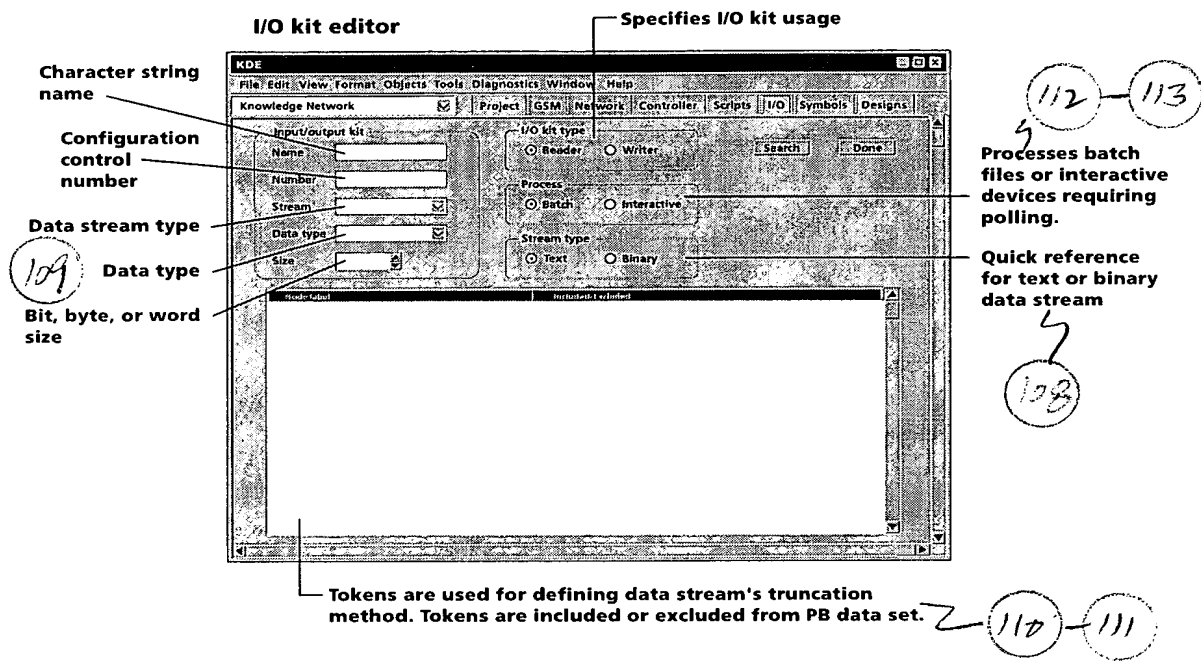 I/O kit editor
Specifies I/O kit usage
Character string
name
Configuration
control
number
Data stream type
109
Data type
Bit, byte, or word
size
KDE
File Edit View Format Objects Tools Diagnostics Window Help
Knowledge Network
Project GSM Network Controller Scripts I/O Symbols Designs
Input/output kit
Name
Number
Stream
Data type
Size
I/O kit type
Reader Writer
Process
Batch Interactive
Stream type
Text Binary
Search Done
Included/Excluded
112 - 113
Processes batch
files or interactive
devices requiring
polling.
Quick reference
for text or binary
data stream
108
Tokens are used for defining data stream's truncation
method. Tokens are included or excluded from PB data set.
110 - 111